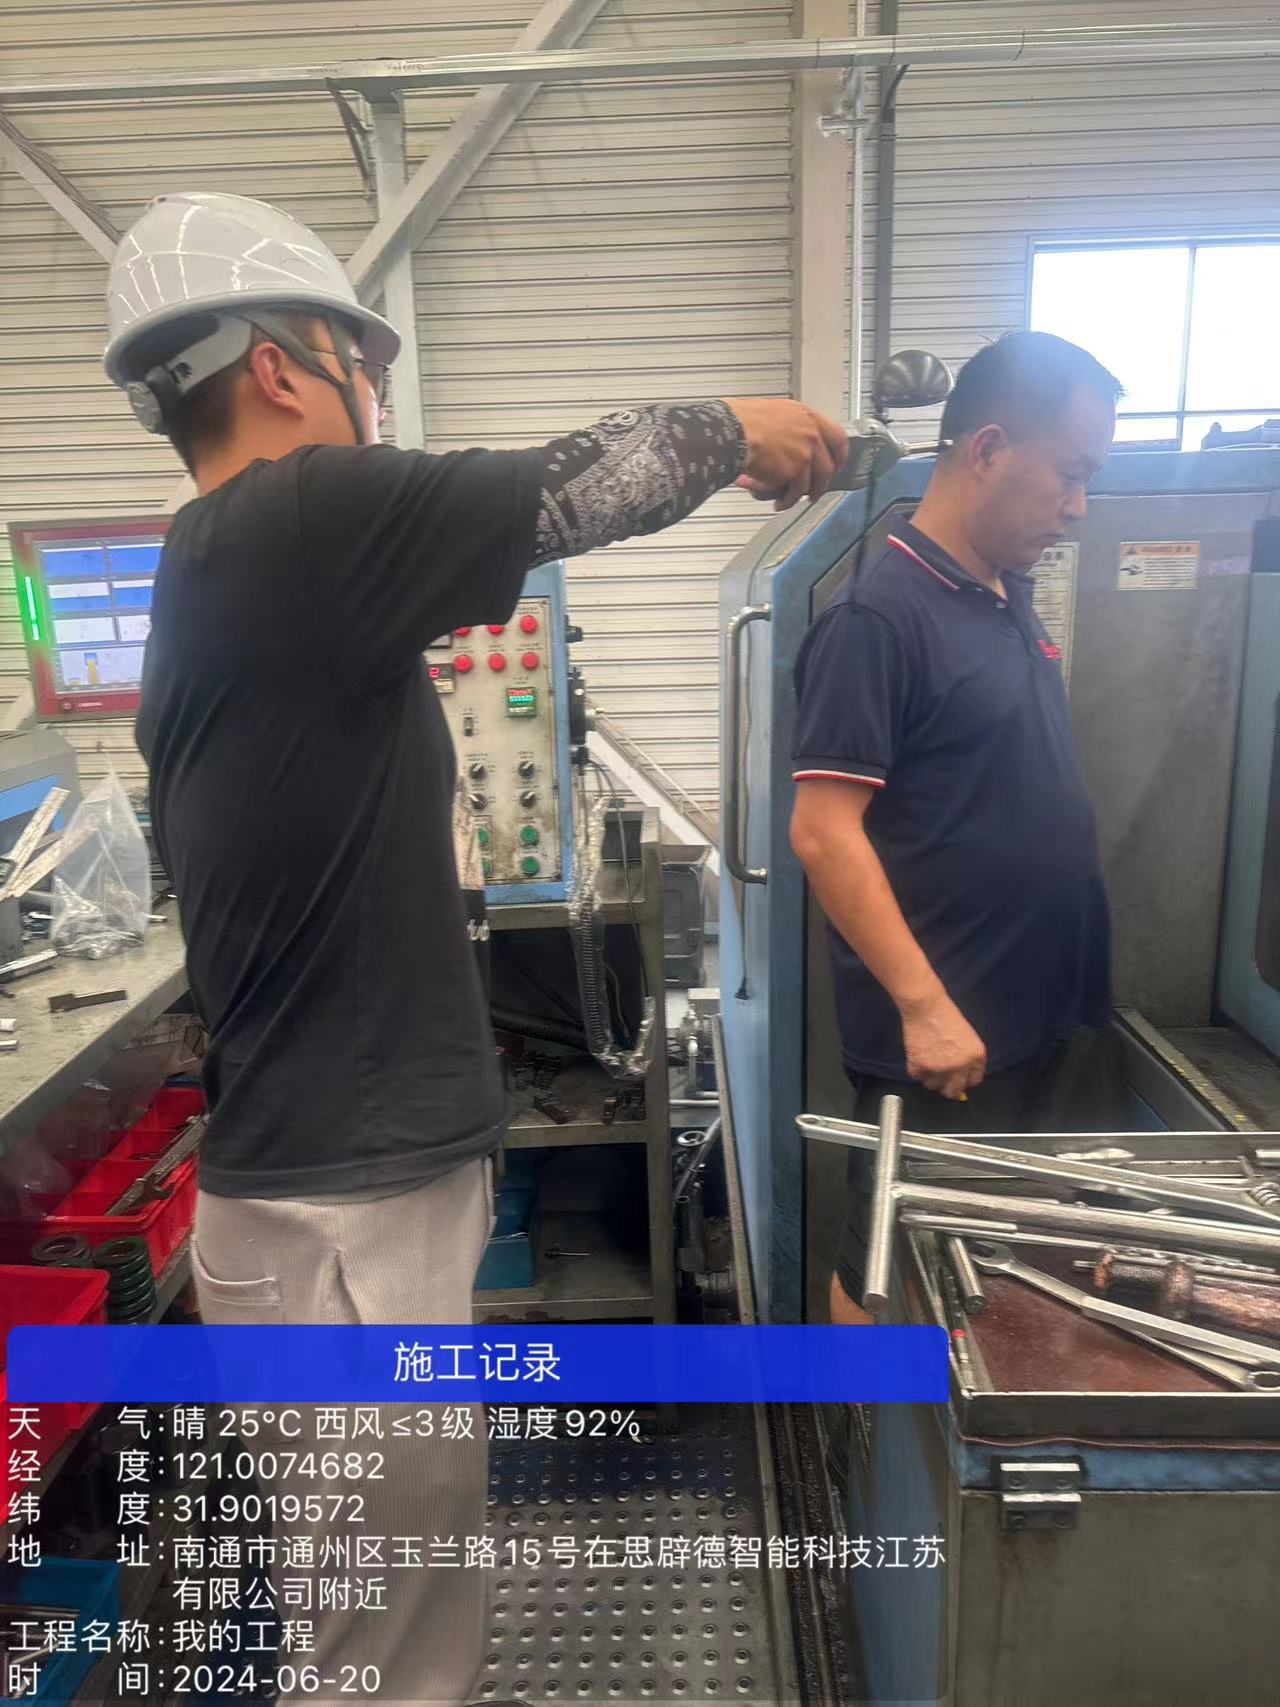 施工记录
天 气:晴 25°C 西风≤3级 湿度92%
经 度:121.0074682
纬 度:31.9019572
地 址:南通市通州区玉兰路15号在思辟德智能科技江苏
有限公司附近
工程名称:我的工程
时 间:2024-06-20